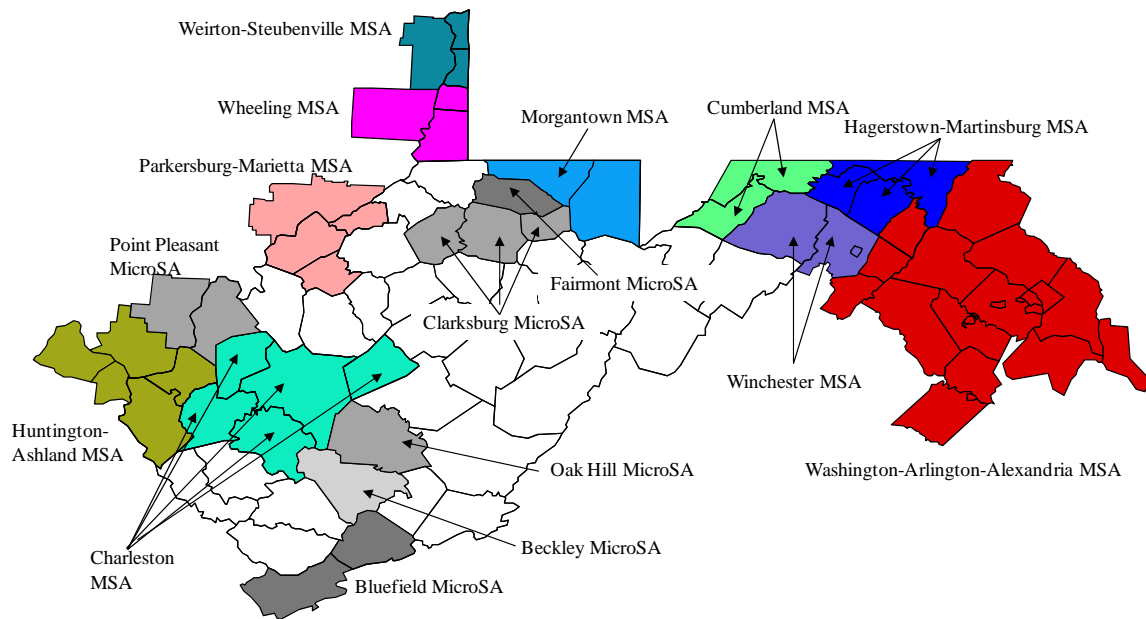 Weirton-Steubenville MSA
Wheeling MSA
Morgantown MSA
Cumberland MSA
Hagerstown-Martinsburg MSA
Parkersburg-Marietta MSA
Point Pleasant
MicroSA
Fairmont MicroSA
Clarksburg MicroSA
Winchester MSA
Huntington-
Ashland MSA
Oak Hill MicroSA
Washington-Arlington-Alexandria MSA
Beckley MicroSA
Charleston
MSA
Bluefield MicroSA